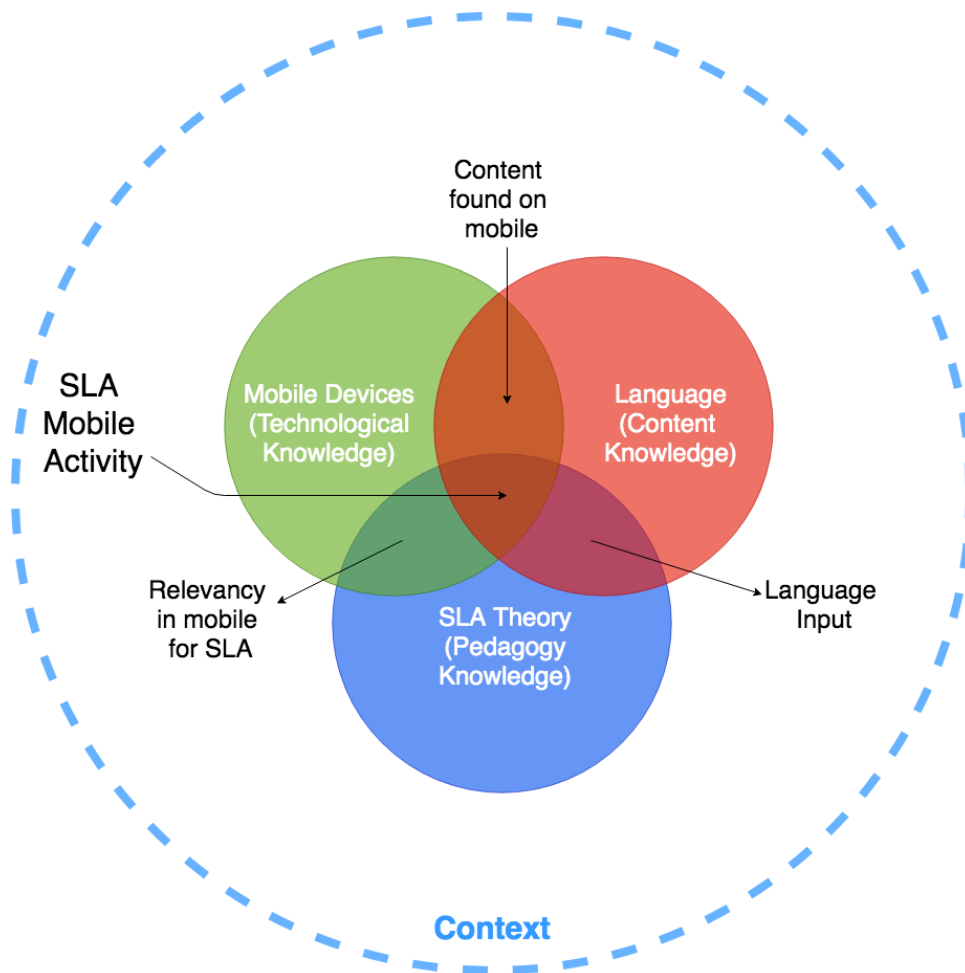 Content
found on
mobile
Mobile Devices
(Technological
Knowledge)
Language
(Content
Knowledge)
SLA
Mobile
Activity
Relevancy
in mobile
for SLA
SLA Theory
(Pedagogy
Knowledge)
Language
Input
Context